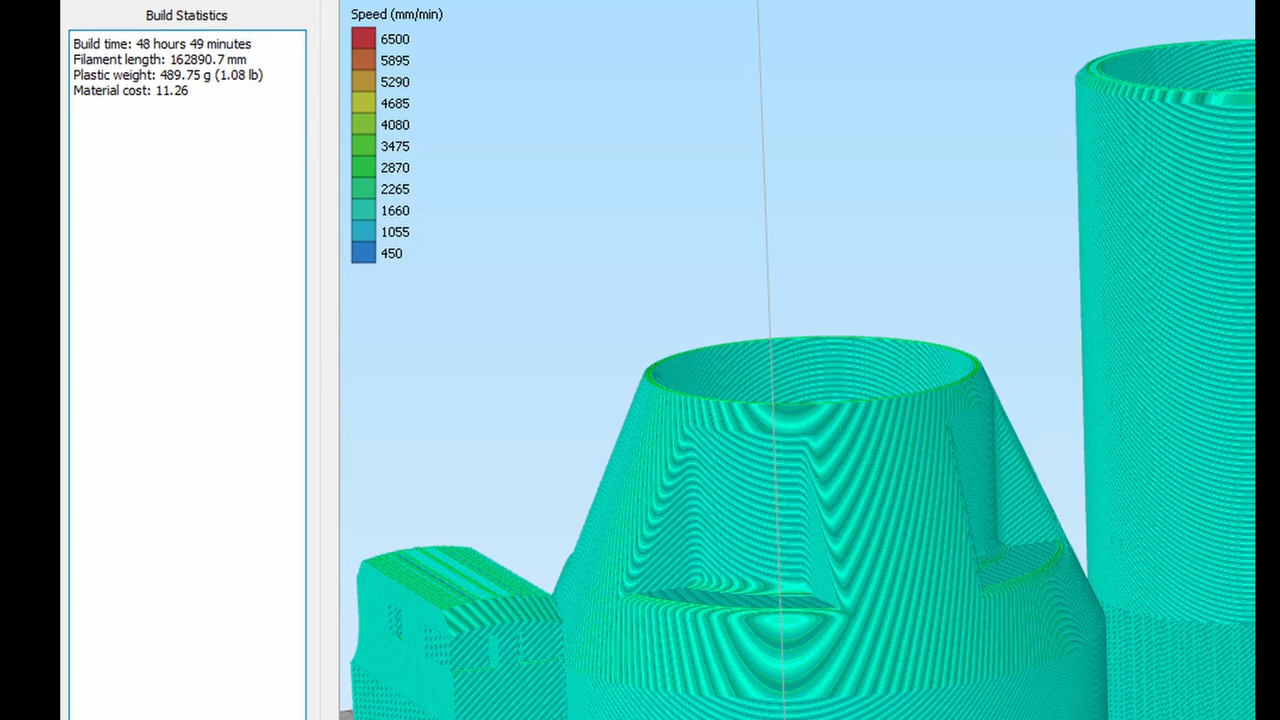 Build Statistics
Build time: 48 hours 49 minutes
Filament length: 162890.7 mm
Plastic weight: 489.75 g (1.08 lb)
Material cost: 11.26
Speed (mm/min)
6500
5895
5290
4685
4080
3475
2870
2265
1660
1055
450